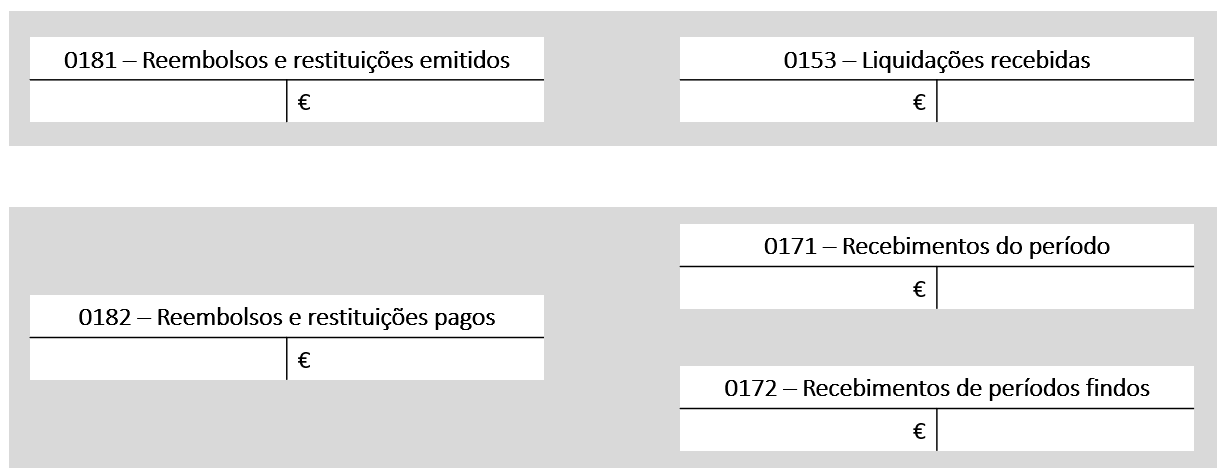 0181 – Reembolsos e restituições emitidos
€
0153 – Liquidações recebidas
€
0182 – Reembolsos e restituições pagos
€
0171 – Recebimentos do período
€
0172 – Recebimentos de períodos findos
€